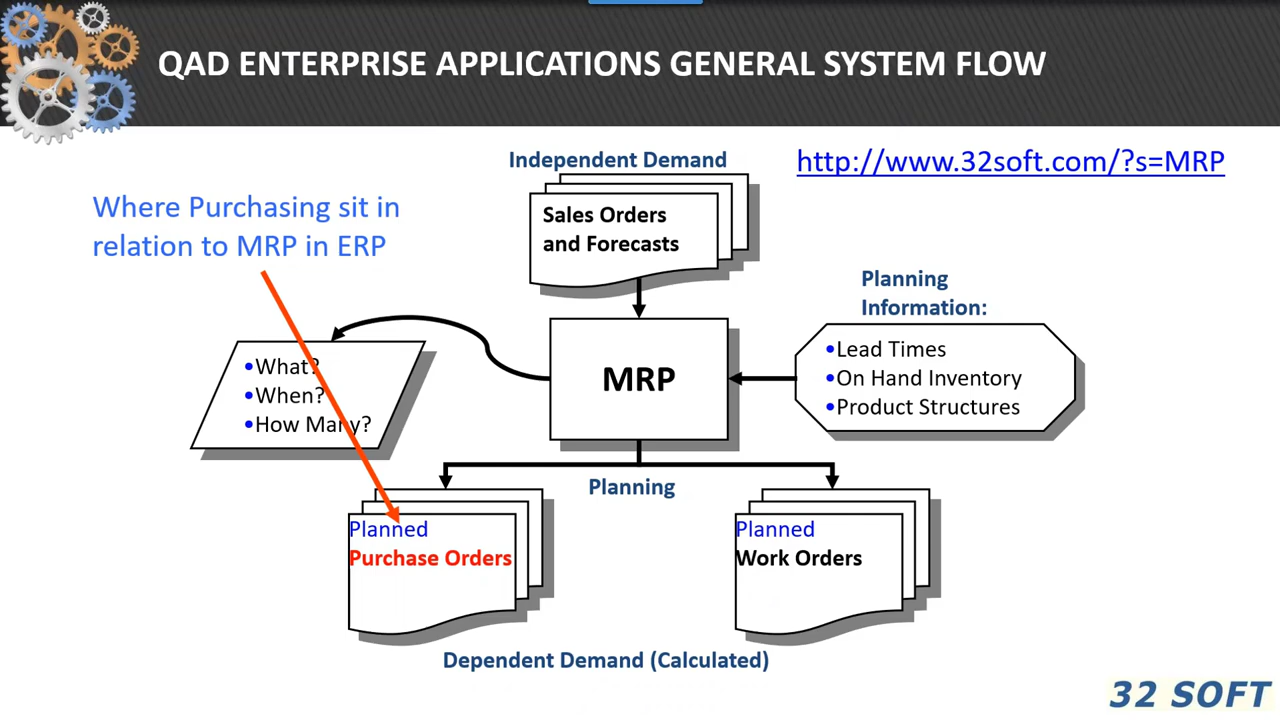 QAD ENTERPRISE APPLICATIONS GENERAL SYSTEM FLOW
Independent Demand
http://www.32soft.com/?s=MRP
Where Purchasing sit in
relation to MRP in ERP
Sales Orders
and Forecasts
Planning
Information:
•What?
•When?
•How Many?
MRP
•Lead Times
•On Hand Inventory
•Product Structures
Planning
Planned
Purchase Orders
Planned
Work Orders
Dependent Demand (Calculated)
32 SOFT